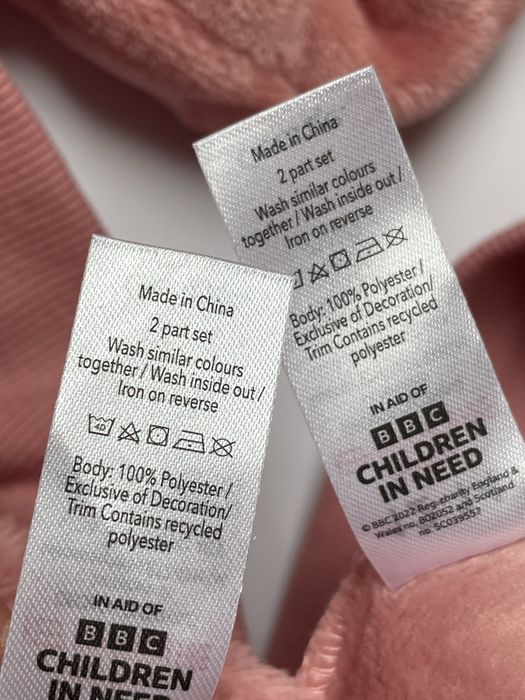 Made in China
2 part set
Wash similar colours
together / Wash inside out /
Iron on reverse
40
Body: 100% Polyester /
Exclusive of Decoration/
Trim Contains recycled
polyester
IN AID OF
BBC
CHILDREN
IN NEED
Made in China
2 part set
Wash similar colours
together / Wash inside out /
Iron on reverse
Body: 100% Polyester /
Exclusive of Decoration/
Trim Contains recycled
polyester
IN AID OF
BBC
CHILDREN
IN NEED
© BBC 2022 Reg. charity England &
Wales no. 802052 and Scotland
no. SC039557